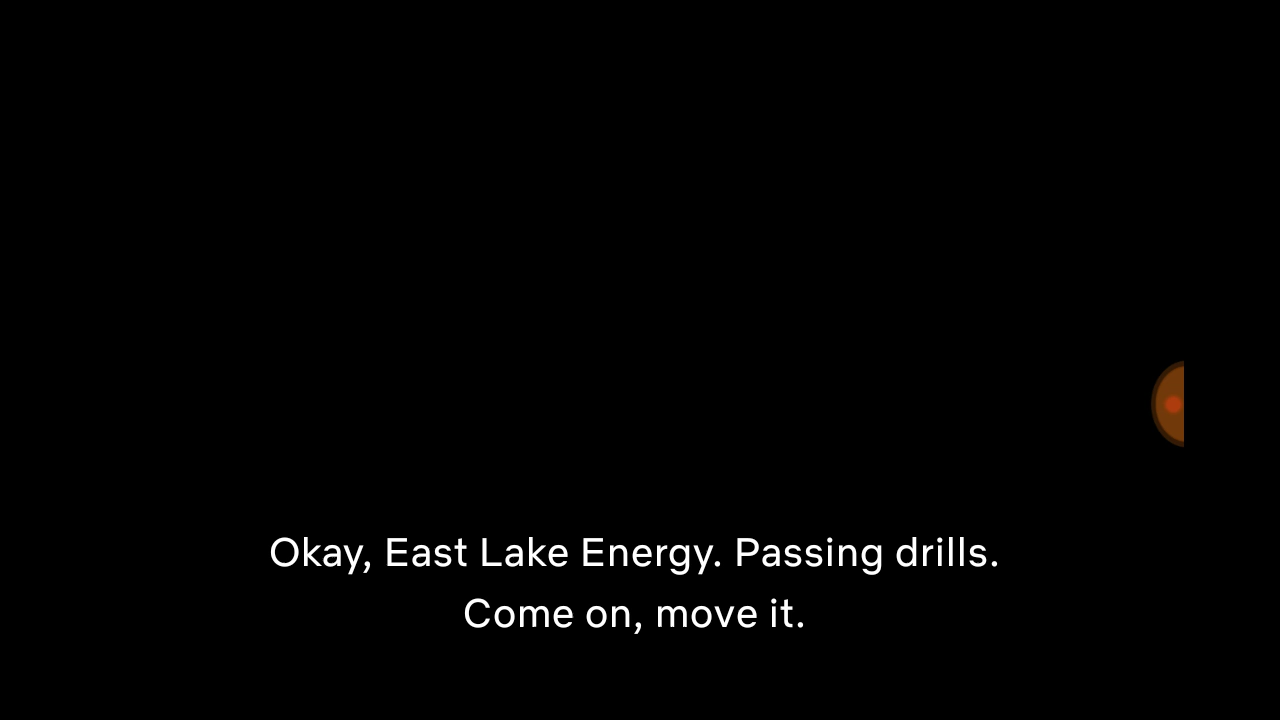 Okay, East Lake Energy. Passing drills.
Come on, move it.